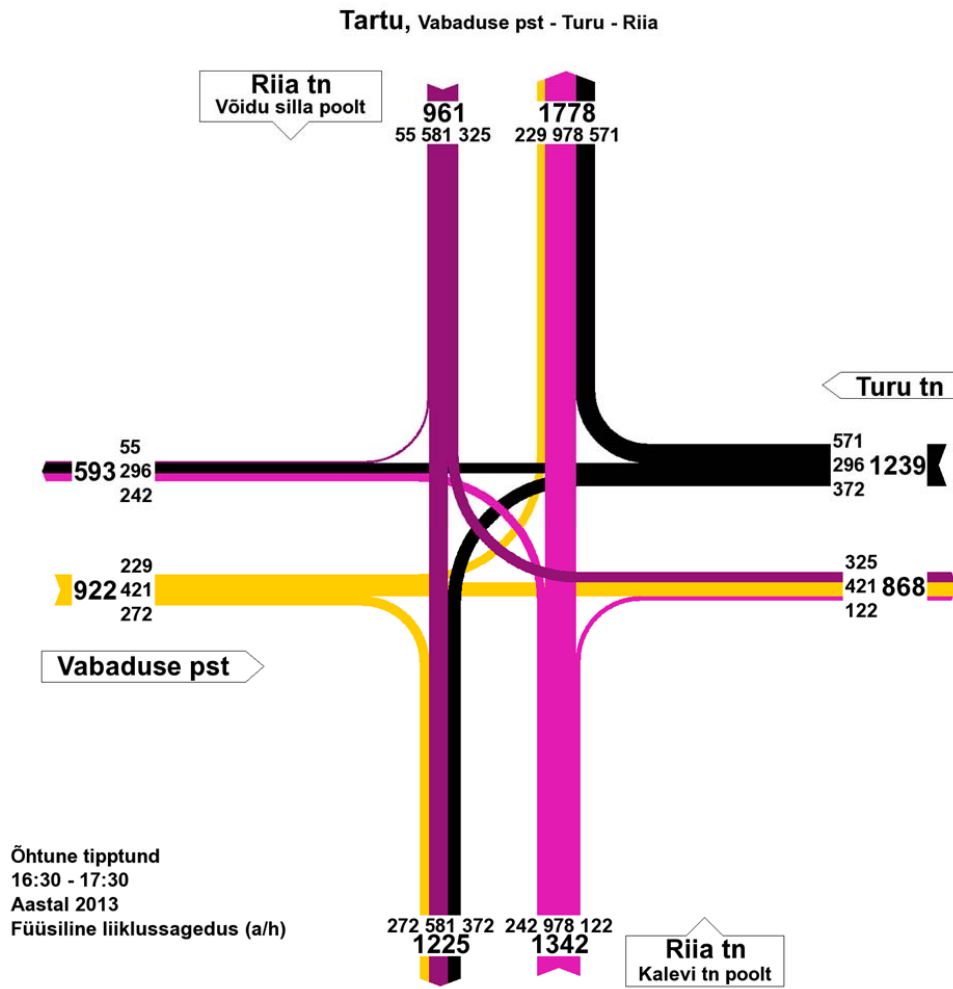 Tartu, Vabaduse pst - Turu - Riia
Riia tn
Võidu silla poolt
961
55 581 325
1778
229 978 571
Turu tn
55
593 296
242
571
296 1239
372
229
922 421
272
325
421 868
122
Vabaduse pst
Õhtune tipptund
16:30 - 17:30
Aastal 2013
Füüsiline liiklussagedus (a/h)
272 581 372
1225
242 978 122
1342
Riia tn
Kalevi tn poolt